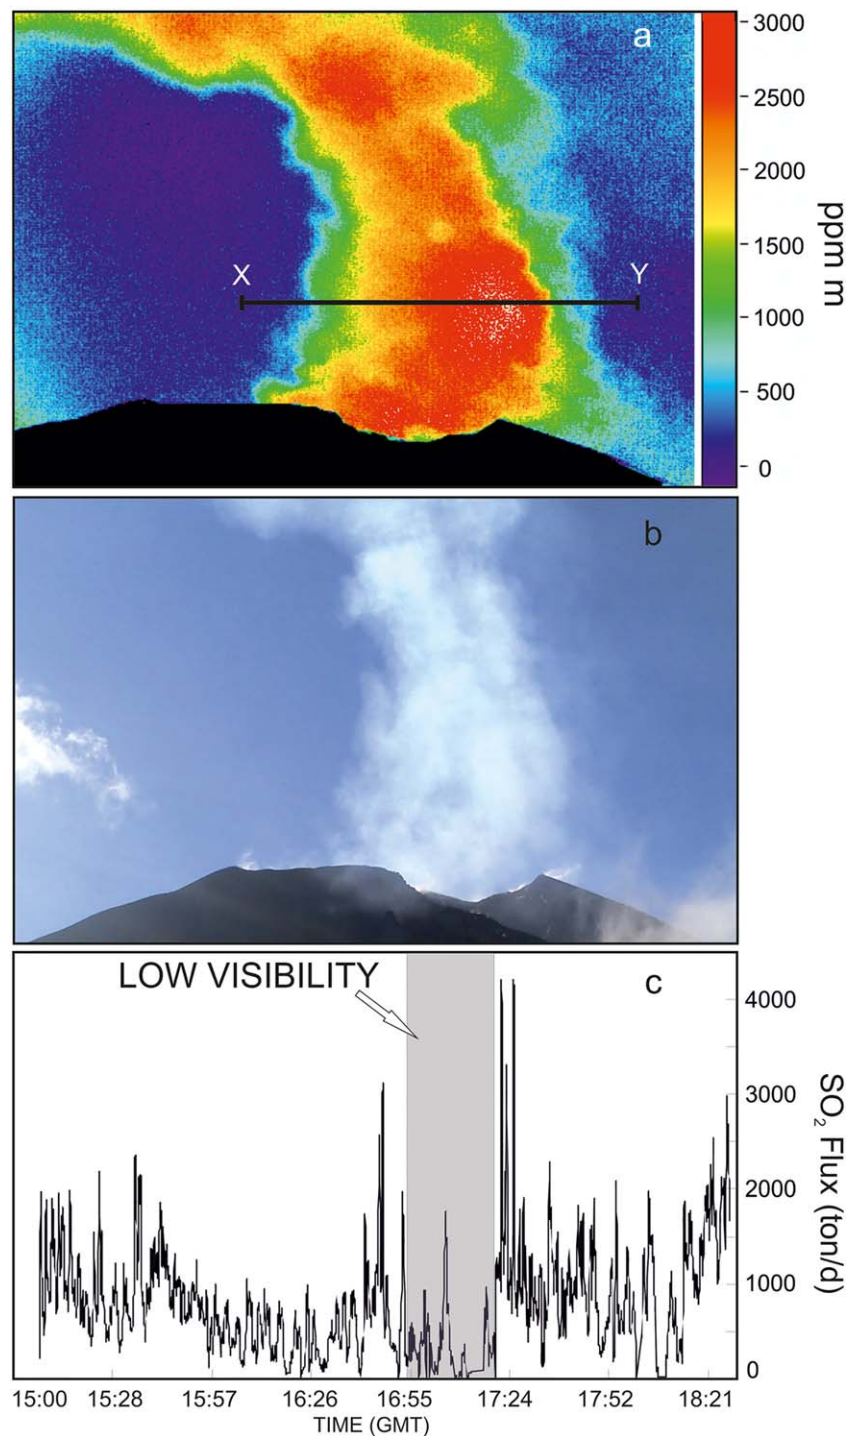 a
3000
2500
2000
1500
1000
500
0
ppm m
X
Y
b
LOW VISIBILITY
c
4000
3000
2000
1000
0
SO₂ Flux (ton/d)
15:00 15:28 15:57 16:26 16:55 17:24 17:52 18:21
TIME (GMT)